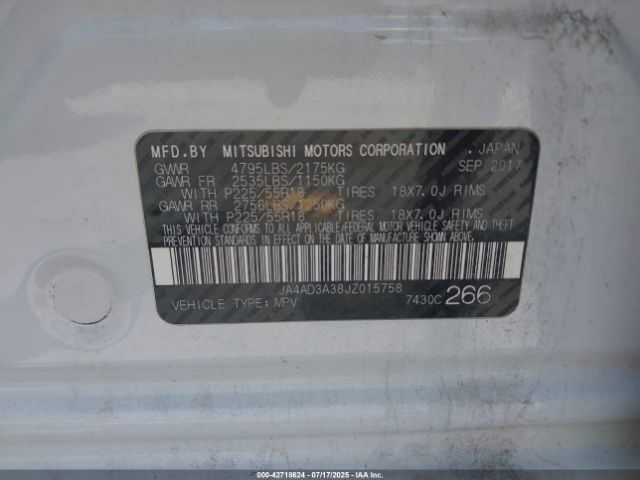 MFD.BY MITSUBISHI MOTORS CORPORATION . JAPAN
GVWR 4795LBS/2175KG SEP 2017
GAWR FR 2535LBS/1150KG
WITH P225/55R18 TIRES 18X7.0J RIMS
GAWR RR 2756LBS/1250KG
WITH P225/55R18 TIRES 18X7.0J RIMS
THIS VEHICLE CONFORMS TO ALL APPLICABLE FEDERAL MOTOR VEHICLE SAFETY AND THEFT
PREVENTION STANDARDS IN EFFECT ON THE DATE OF MANUFACTURE SHOWN ABOVE.
JA4AD3A38JZ015758
VEHICLE TYPE: MPV 7430C 266
000-42718624 | 07/17/2025 | Copyright © IAA, LLC